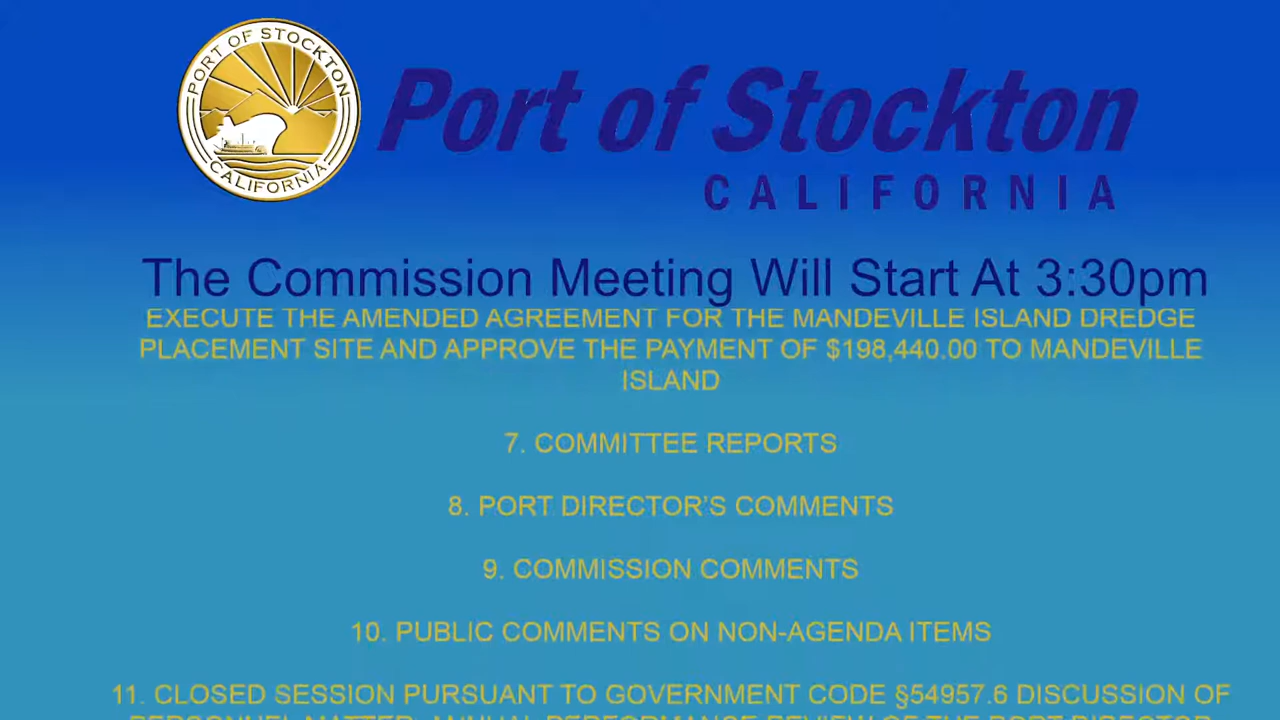 PORT OF STOCKTON
CALIFORNIA
Port of Stockton
CALIFORNIA
The Commission Meeting Will Start At 3:30pm
EXECUTE THE AMENDED AGREEMENT FOR THE MANDEVILLE ISLAND DREDGE
PLACEMENT SITE AND APPROVE THE PAYMENT OF $198,440.00 TO MANDEVILLE
ISLAND
7. COMMITTEE REPORTS
8. PORT DIRECTOR'S COMMENTS
9. COMMISSION COMMENTS
10. PUBLIC COMMENTS ON NON-AGENDA ITEMS
11. CLOSED SESSION PURSUANT TO GOVERNMENT CODE §54957.6 DISCUSSION OF